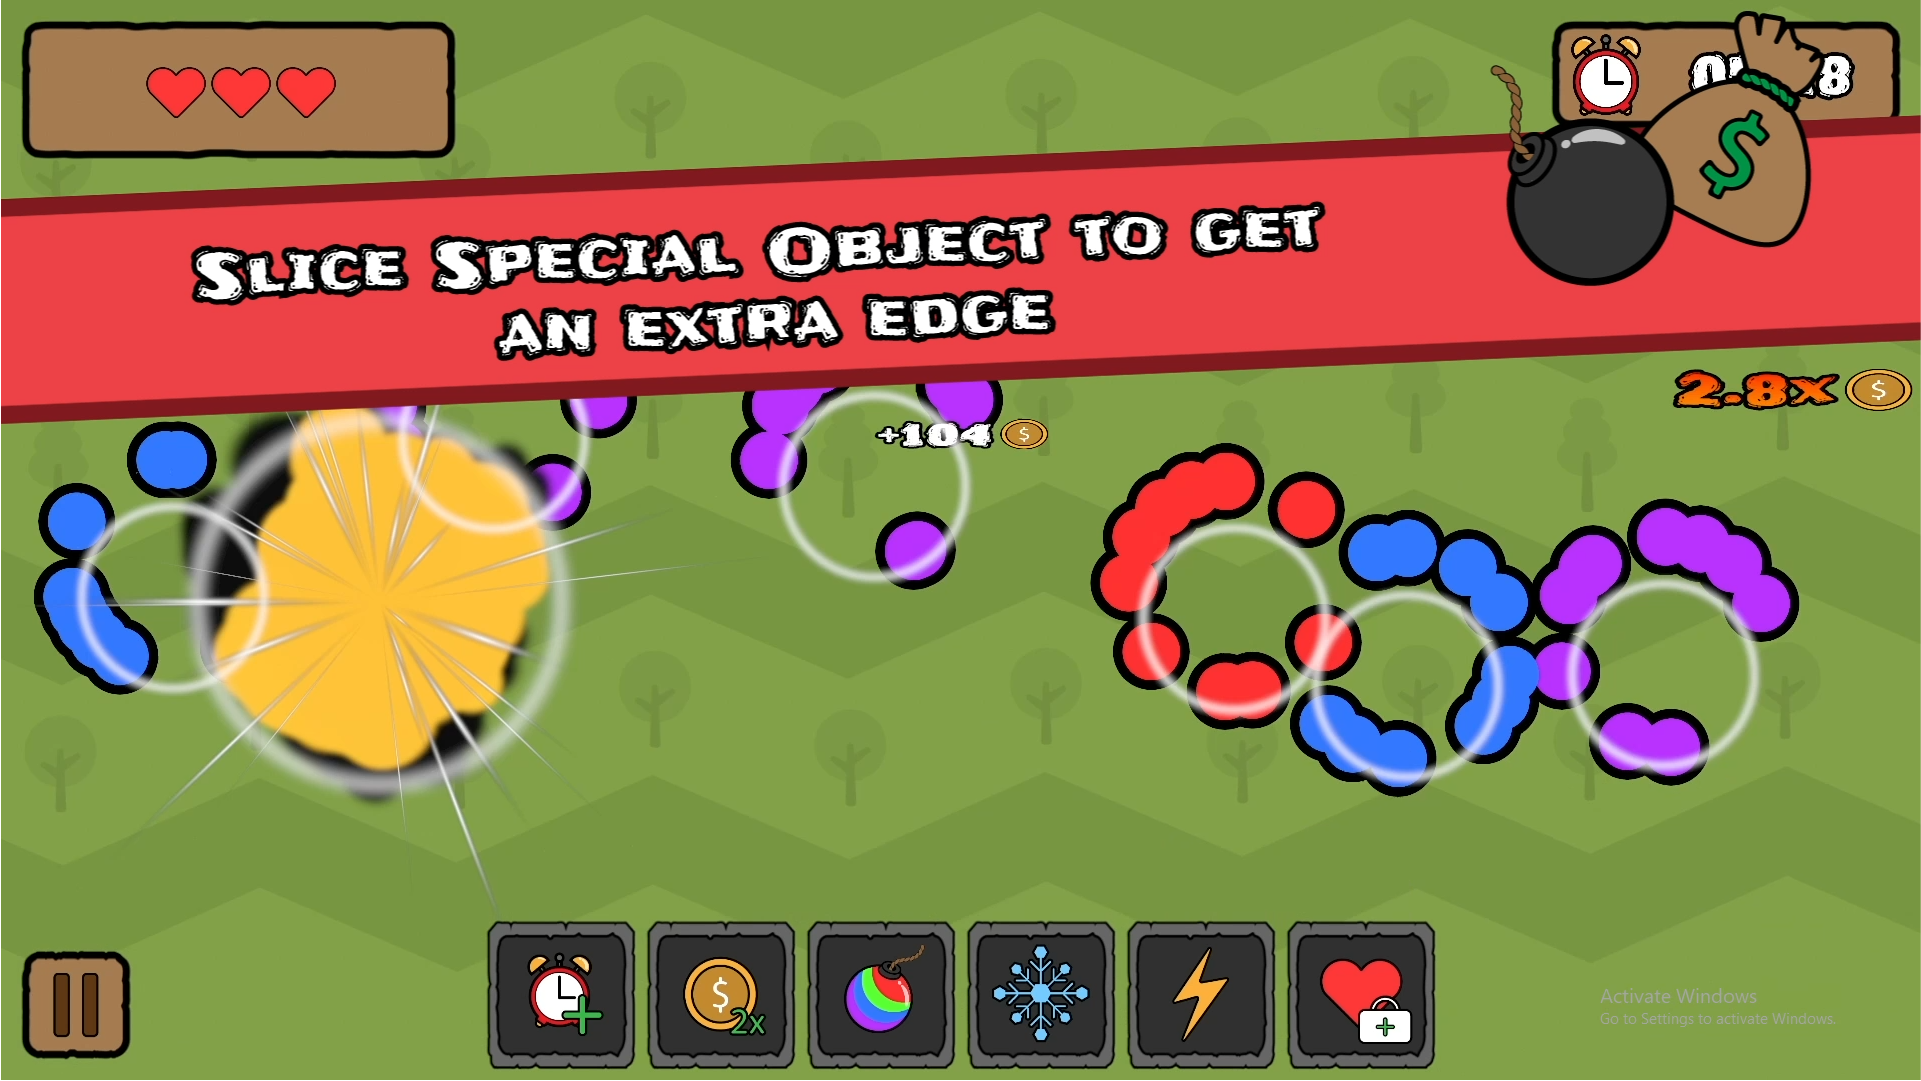 Slice Special Object to get
an extra edge
2.8x
+104
2x
Activate Windows
Go to Settings to activate Windows.